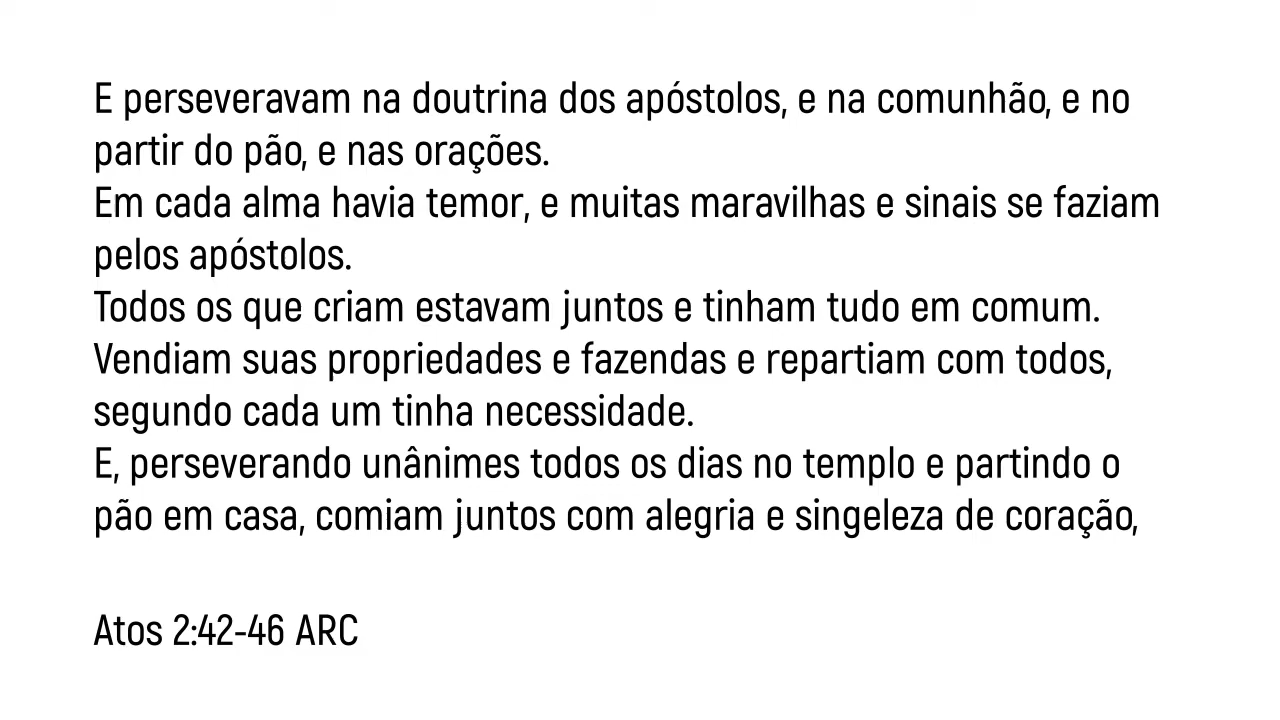 E perseveravam na doutrina dos apóstolos, e na comunhão, e no
partir do pão, e nas orações.
Em cada alma havia temor, e muitas maravilhas e sinais se faziam
pelos apóstolos.
Todos os que criam estavam juntos e tinham tudo em comum.
Vendiam suas propriedades e fazendas e repartiam com todos,
segundo cada um tinha necessidade.
E, perseverando unânimes todos os dias no templo e partindo o
pão em casa, comiam juntos com alegria e singeleza de coração,
Atos 2:42-46 ARC